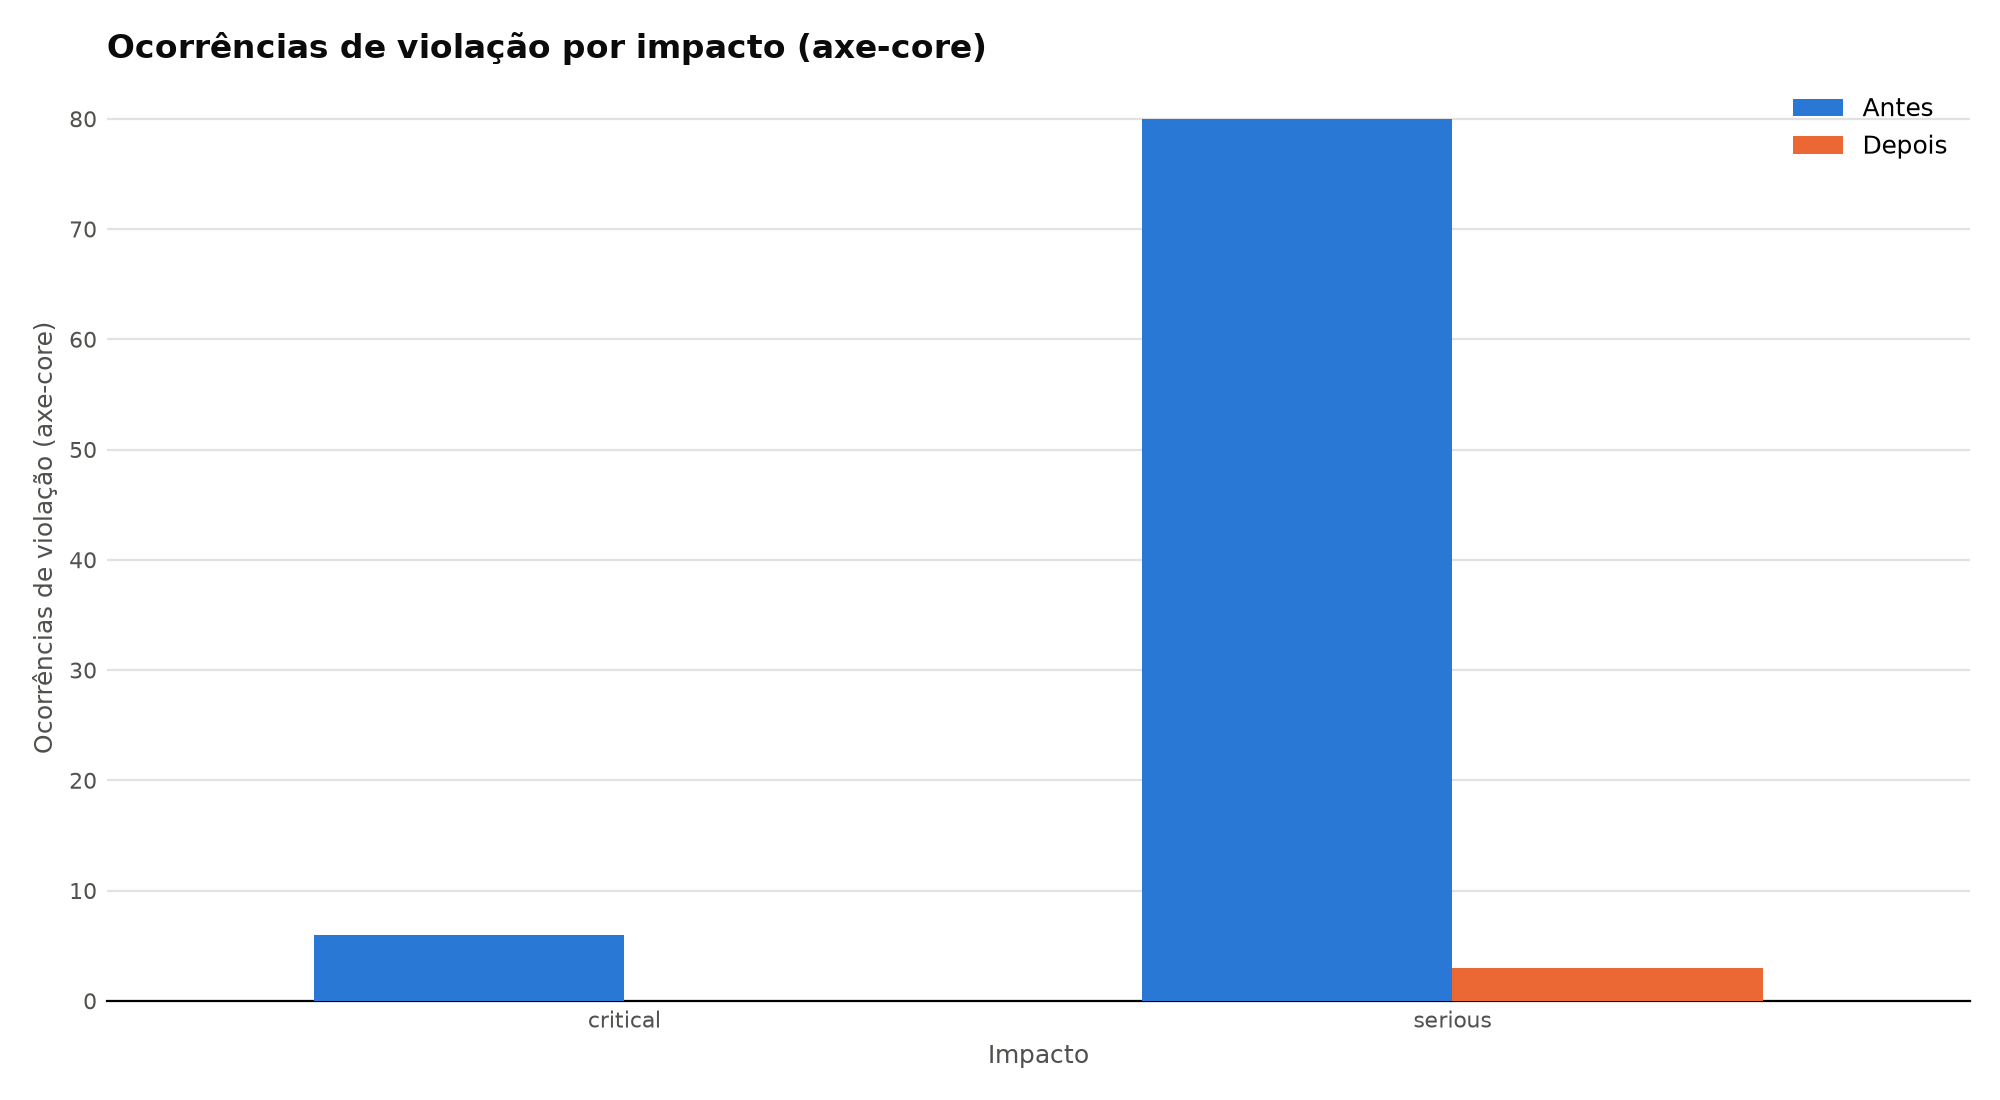 Ocorrências de violação por impacto (axe-core)
Antes
Depois
Ocorrências de violação (axe-core)
80
70
60
50
40
30
20
10
0
critical
serious
Impacto